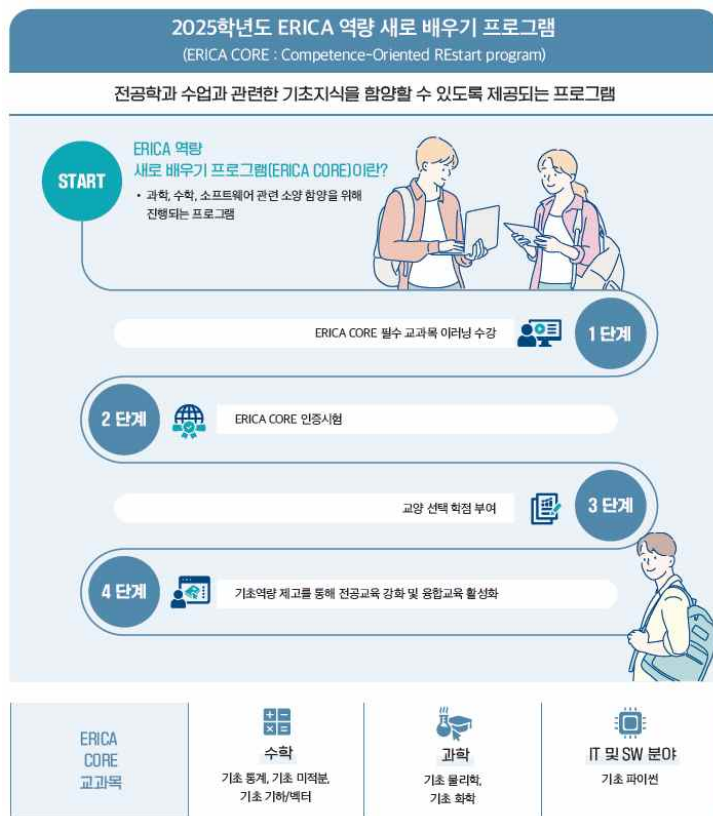 2025학년도 ERICA 역량 새로 배우기 프로그램
(ERICA CORE : Competence-Oriented REstart program)
전공학과 수업과 관련한 기초지식을 함양할 수 있도록 제공되는 프로그램
START
ERICA 역량
새로 배우기 프로그램(ERICA CORE)이란?
• 과학, 수학, 소프트웨어 관련 소양 함양을 위해
진행되는 프로그램
ERICA CORE 필수 교과목 이러닝 수강
1 단계
2 단계
ERICA CORE 인증시험
교양 선택 학점 부여
3 단계
4 단계
기초역량 제고를 통해 전공교육 강화 및 융합교육 활성화
ERICA
CORE
교과목
수학
기초 통계, 기초 미적분,
기초 기하/벡터
과학
기초 물리학,
기초 화학
IT 및 SW 분야
기초 파이썬